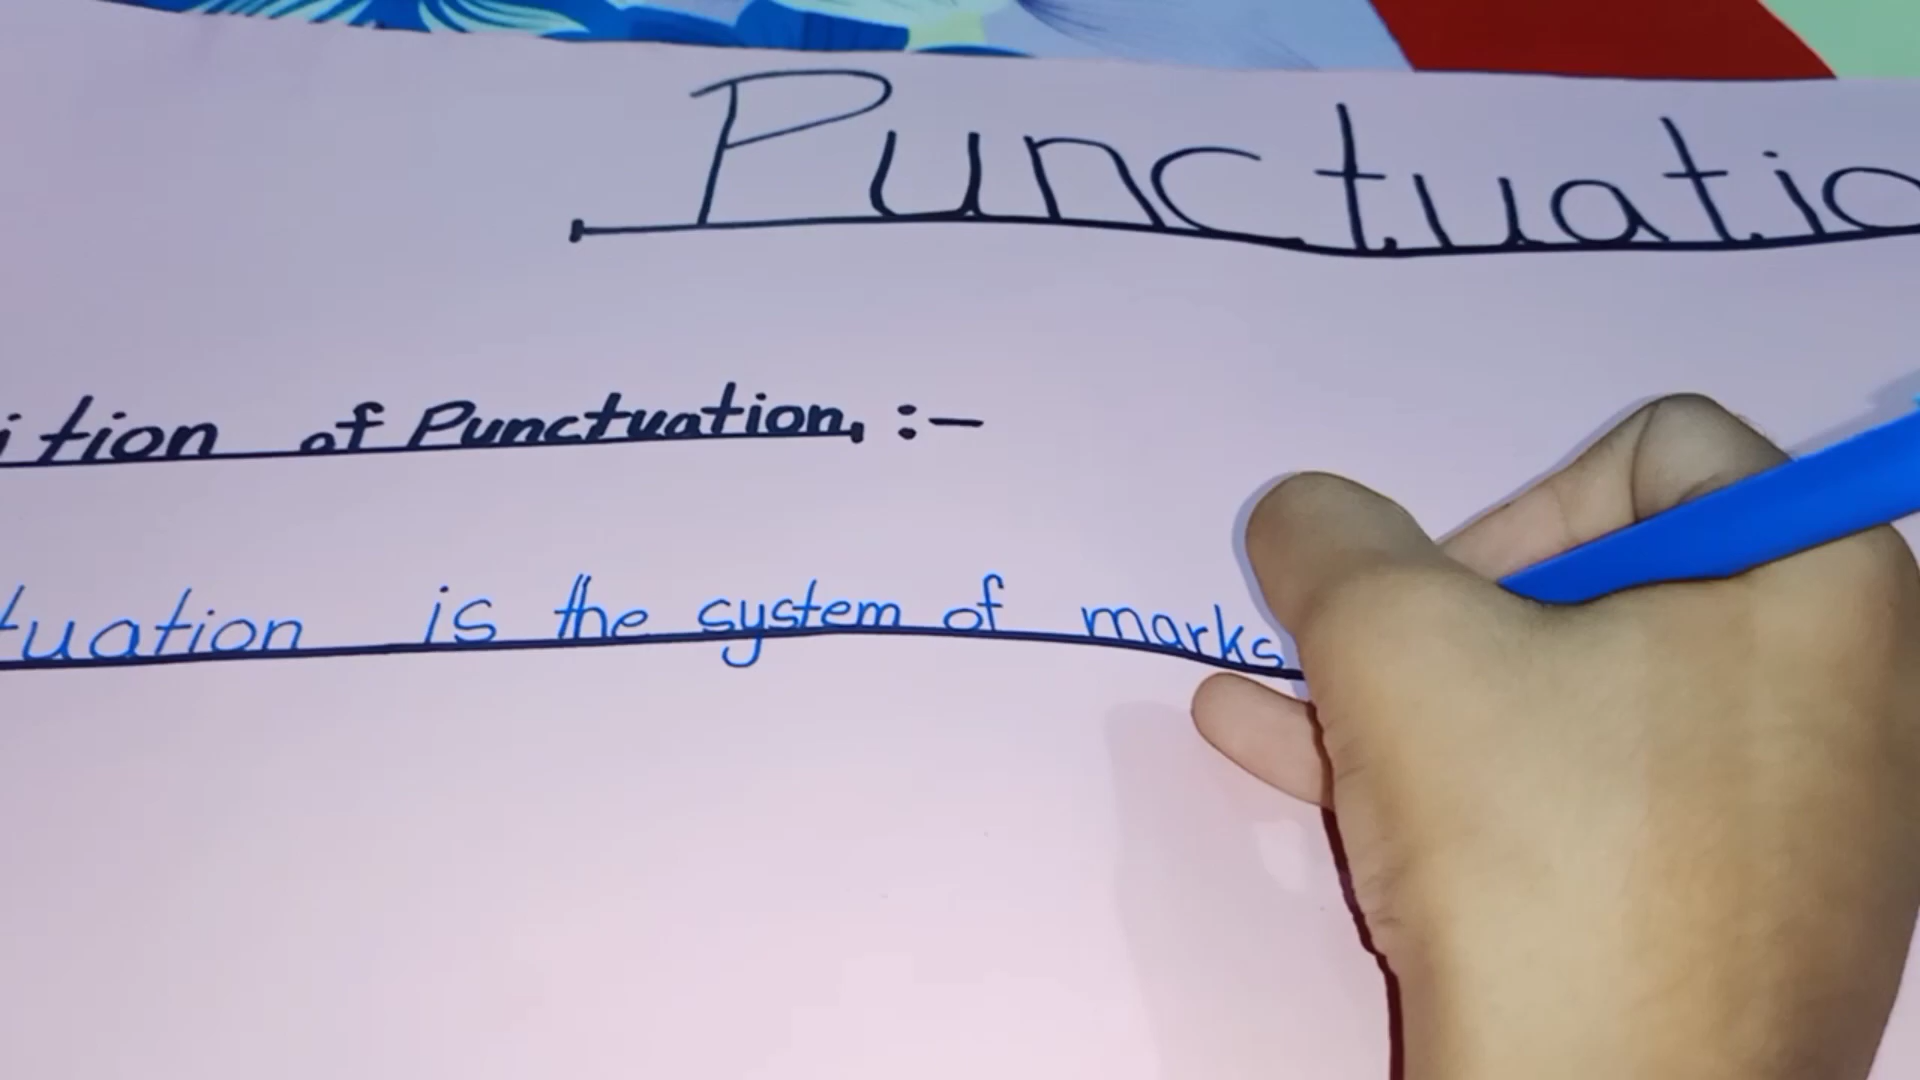 Punctuatio
ition of Punctuation, :-
tuation is the system of marks